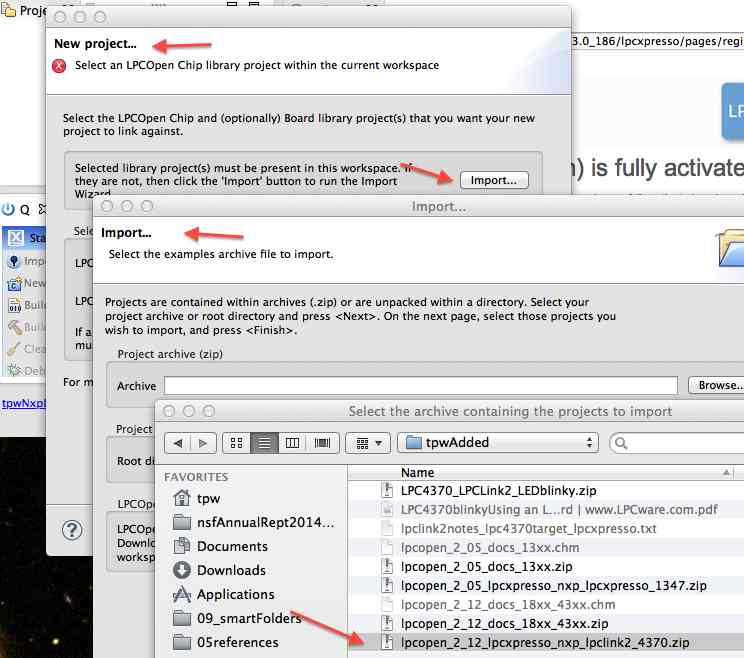 Proje
New project...
Select an LPCOpen Chip library project within the current workspace
3.0_186/lpcxpresso/pages/regi
Select the LPCOpen Chip and (optionally) Board library project(s) that you want your new
project to link against.
LP
Selected library project(s) must be present in this workspace. If
they are not, then click the 'Import' button to run the Import
Wizard
Import...
n) is fully activate
Import...
Import...
Select the examples archive file to import.
Q
Sta
Sele
Impo
LPC
New
Buil
LPC
Buil
If a
mu
Clea
Deb
For m
tpwNxpl
Projects are contained within archives (.zip) or are unpacked within a directory. Select your
project archive or root directory and press <Next>. On the next page, select those projects you
wish to import, and press <Finish>.
Project archive (zip)
Archive
Browse...
Project
Root di
LPCOpe
LPCOpe
Downlo
worksp
?
Select the archive containing the projects to import
tpwAdded
FAVORITES
tpw
nsfAnnualRept2014...
Documents
Downloads
Applications
09_smartFolders
05references
Name
LPC4370_LPCLink2_LEDblinky.zip
LPC4370blinkyUsing an L...rd | www.LPCware.com.pdf
lpclink2notes_lpc4370target_lpcxpresso.txt
lpcopen_2_05_docs_13xx.chm
lpcopen_2_05_docs_13xx.zip
lpcopen_2_05_lpcxpresso_nxp_lpcxpresso_1347.zip
lpcopen_2_12_docs_18xx_43xx.chm
lpcopen_2_12_docs_18xx_43xx.zip
lpcopen_2_12_lpcxpresso_nxp_lpclink2_4370.zip